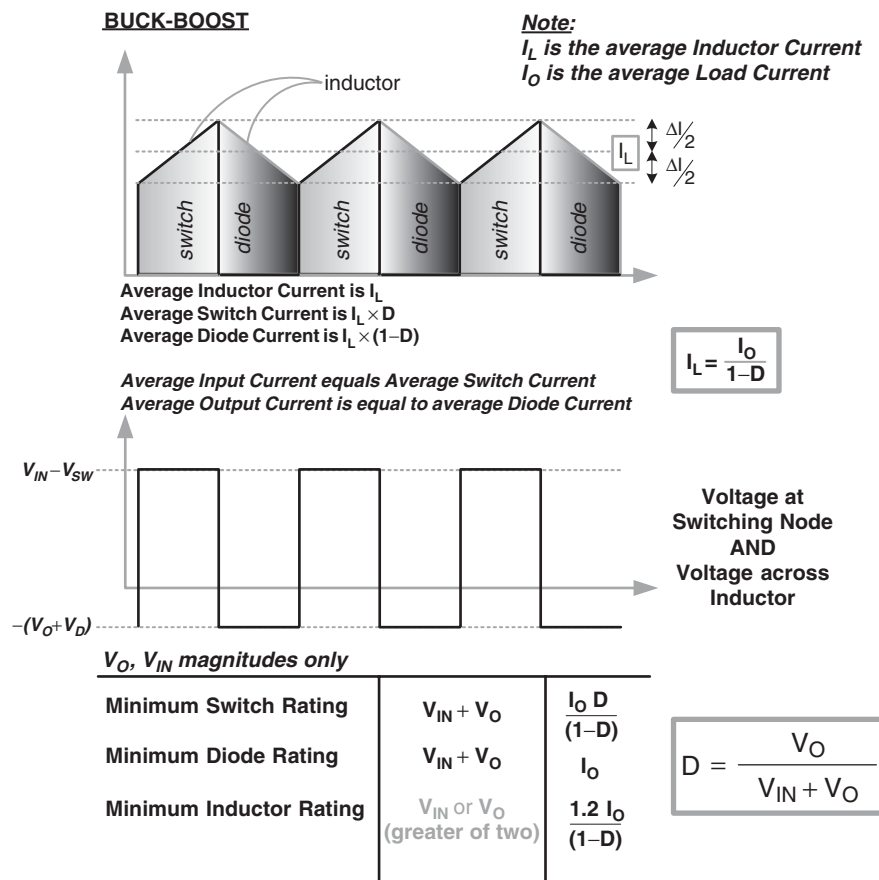 BUCK-BOOST
Note:
I_L is the average Inductor Current
I_O is the average Load Current
inductor
ΔI/2
I_L
ΔI/2
switch
diode
switch
diode
switch
diode
Average Inductor Current is I_L
Average Switch Current is I_L × D
Average Diode Current is I_L × (1–D)
I_L = I_O / 1–D
Average Input Current equals Average Switch Current
Average Output Current is equal to average Diode Current
V_IN – V_SW
Voltage at
Switching Node
AND
Voltage across
Inductor
–(V_O + V_D)
V_O, V_IN magnitudes only
Minimum Switch Rating V_IN + V_O I_O D / (1–D)
Minimum Diode Rating V_IN + V_O I_O
Minimum Inductor Rating V_IN or V_O (greater of two) 1.2 I_O / (1–D)
D = V_O / V_IN + V_O